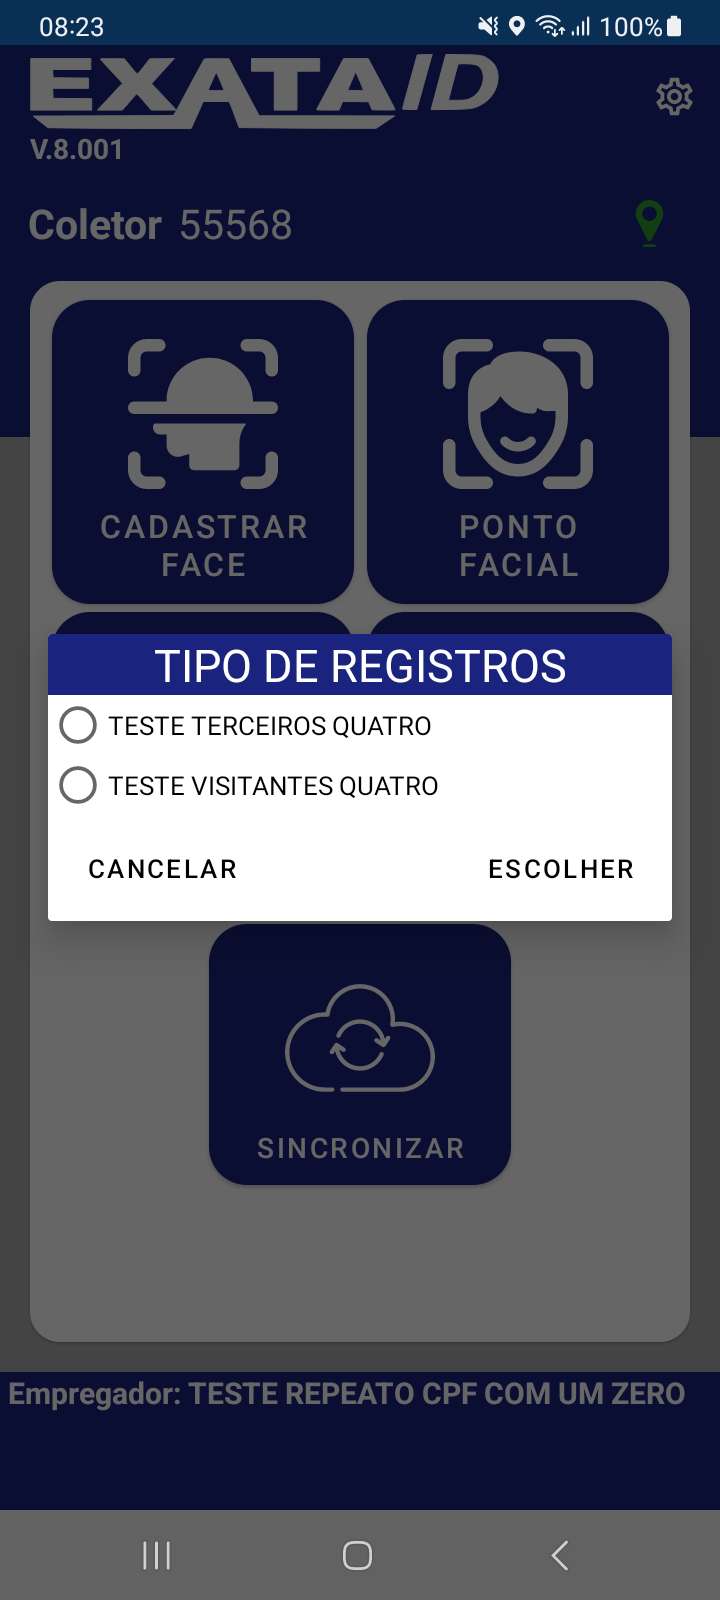 08:23
100%
EXATAID
V.8.001
Coletor 55568
CADASTRAR
FACE
PONTO
FACIAL
TIPO DE REGISTROS
TESTE TERCEIROS QUATRO
TESTE VISITANTES QUATRO
CANCELAR
ESCOLHER
SINCRONIZAR
Empregador: TESTE REPEATO CPF COM UM ZERO